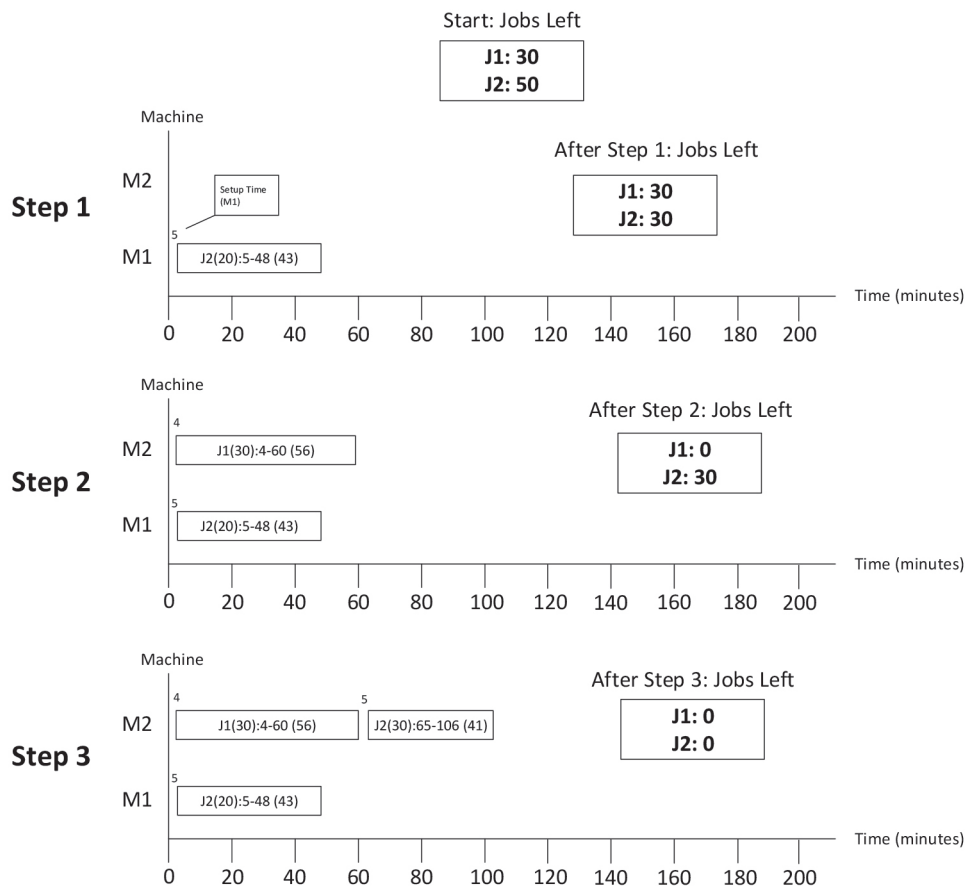 Start: Jobs Left
J1: 30
J2: 50
Machine
After Step 1: Jobs Left
J1: 30
J2: 30
Step 1
M2
Setup Time
(M1)
5
M1
J2(20):5-48 (43)
Time (minutes)
0 20 40 60 80 100 120 140 160 180 200
Machine
After Step 2: Jobs Left
J1: 0
J2: 30
Step 2
4
M2
J1(30):4-60 (56)
5
M1
J2(20):5-48 (43)
Time (minutes)
0 20 40 60 80 100 120 140 160 180 200
Machine
After Step 3: Jobs Left
J1: 0
J2: 0
Step 3
4 5
M2
J1(30):4-60 (56) J2(30):65-106 (41)
5
M1
J2(20):5-48 (43)
Time (minutes)
0 20 40 60 80 100 120 140 160 180 200